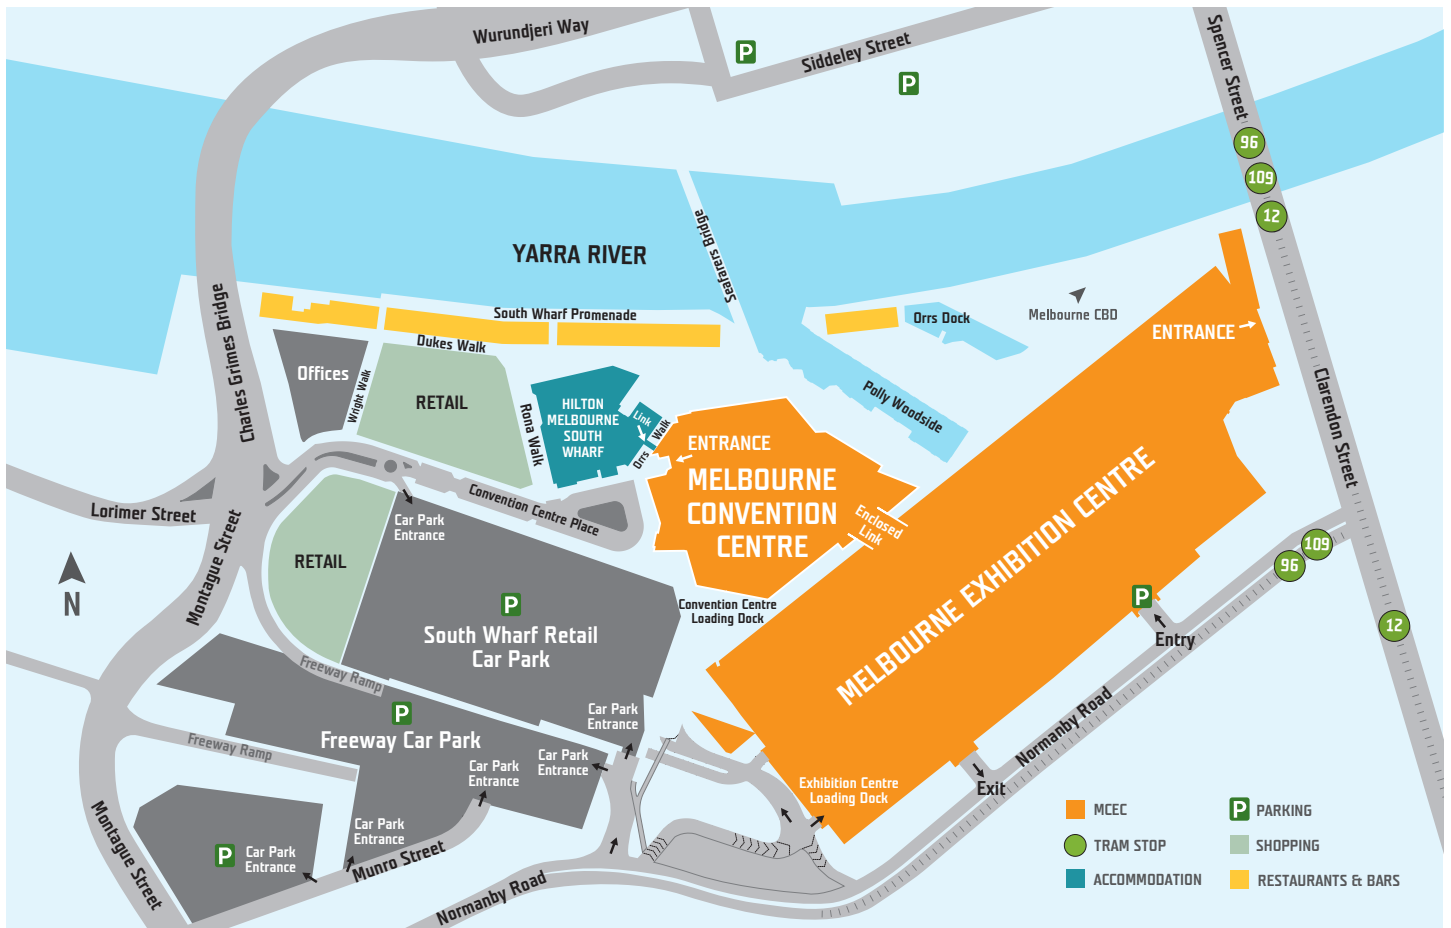 Wurundjeri Way
P
Siddeley Street
P
Spencer Street
96
109
12
YARRA RIVER
Seafarers Bridge
Charles Grimes Bridge
South Wharf Promenade
Dukes Walk
Orrs Dock
Melbourne CBD
ENTRANCE
Offices
Wright Walk
RETAIL
Rona Walk
HILTON
MELBOURNE
SOUTH
WHARF
Link
Orrs Walk
Polly Woodside
Clarendon Street
ENTRANCE
MELBOURNE
CONVENTION
CENTRE
Enclosed
Link
MELBOURNE EXHIBITION CENTRE
Lorimer Street
Convention Centre Place
Car Park
Entrance
Montague Street
RETAIL
109
96
N
P
South Wharf Retail
Car Park
Convention Centre
Loading Dock
P
Entry
12
Freeway Ramp
P
Freeway Car Park
Car Park
Entrance
Freeway Ramp
Car Park
Entrance
Car Park
Entrance
Normanby Road
Exhibition Centre
Loading Dock
Exit
Montague Street
Car Park
Entrance
P
Car Park
Entrance
Munro Street
Normanby Road
MCEC
P
PARKING
TRAM STOP
SHOPPING
ACCOMMODATION
RESTAURANTS & BARS